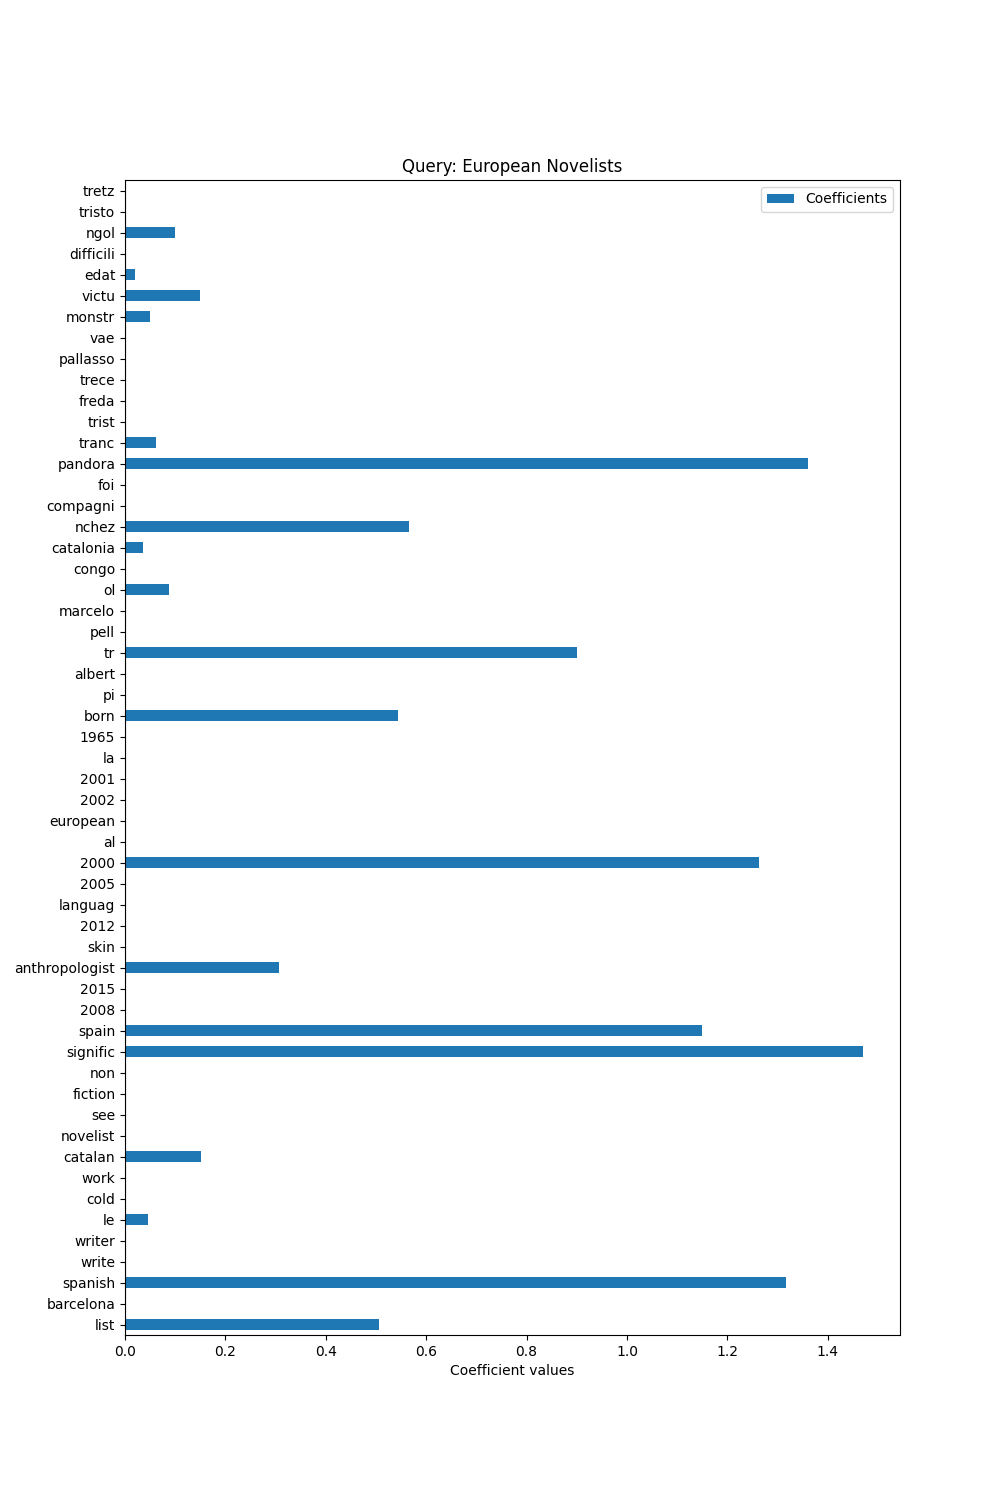 Query: European Novelists
Coefficients
tretz
tristo
ngol
difficili
edat
victu
monstr
vae
pallasso
trece
freda
trist
tranc
pandora
foi
compagni
nchez
catalonia
congo
ol
marcelo
pell
tr
albert
pi
born
1965
la
2001
2002
european
al
2000
2005
languag
2012
skin
anthropologist
2015
2008
spain
signific
non
fiction
see
novelist
catalan
work
cold
le
writer
write
spanish
barcelona
list
0.0 0.2 0.4 0.6 0.8 1.0 1.2 1.4
Coefficient values